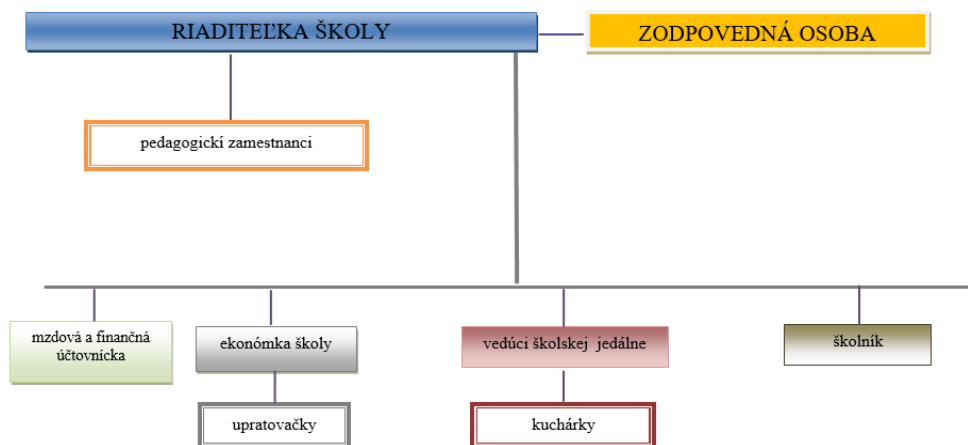 RIADITEĽKA ŠKOLY
ZODPOVEDNÁ OSOBA
pedagogickí zamestnanci
mzdová a finančná
účtovnícka
ekonómka školy
vedúci školskej jedálne
školník
upratovačky
kuchárky